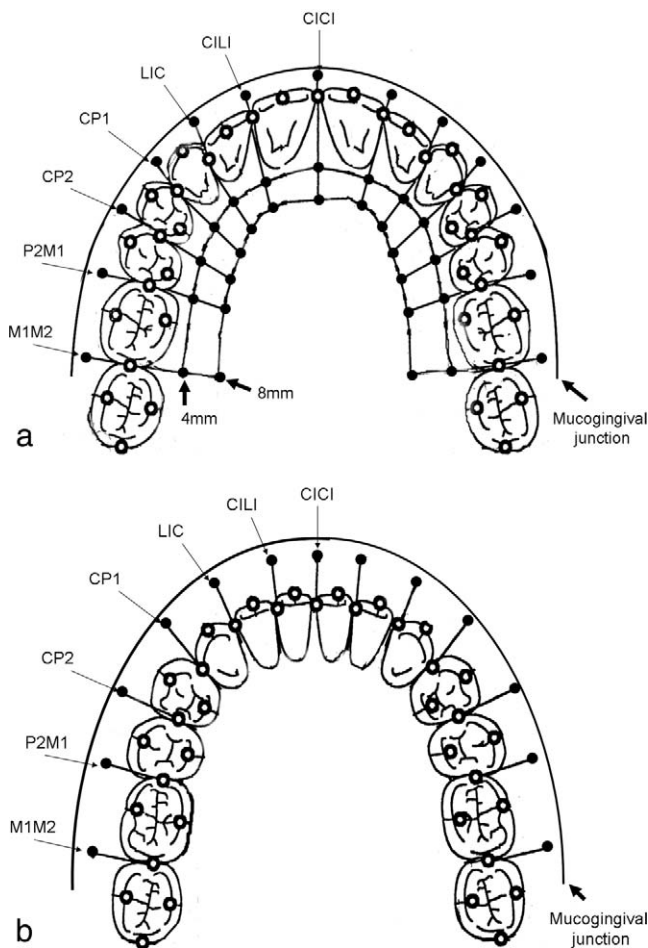 CICI
CILI
LIC
CP1
CP2
P2M1
M1M2
8mm
4mm
Mucogingival
junction
a
CICI
CILI
LIC
CP1
CP2
P2M1
M1M2
Mucogingival
junction
b